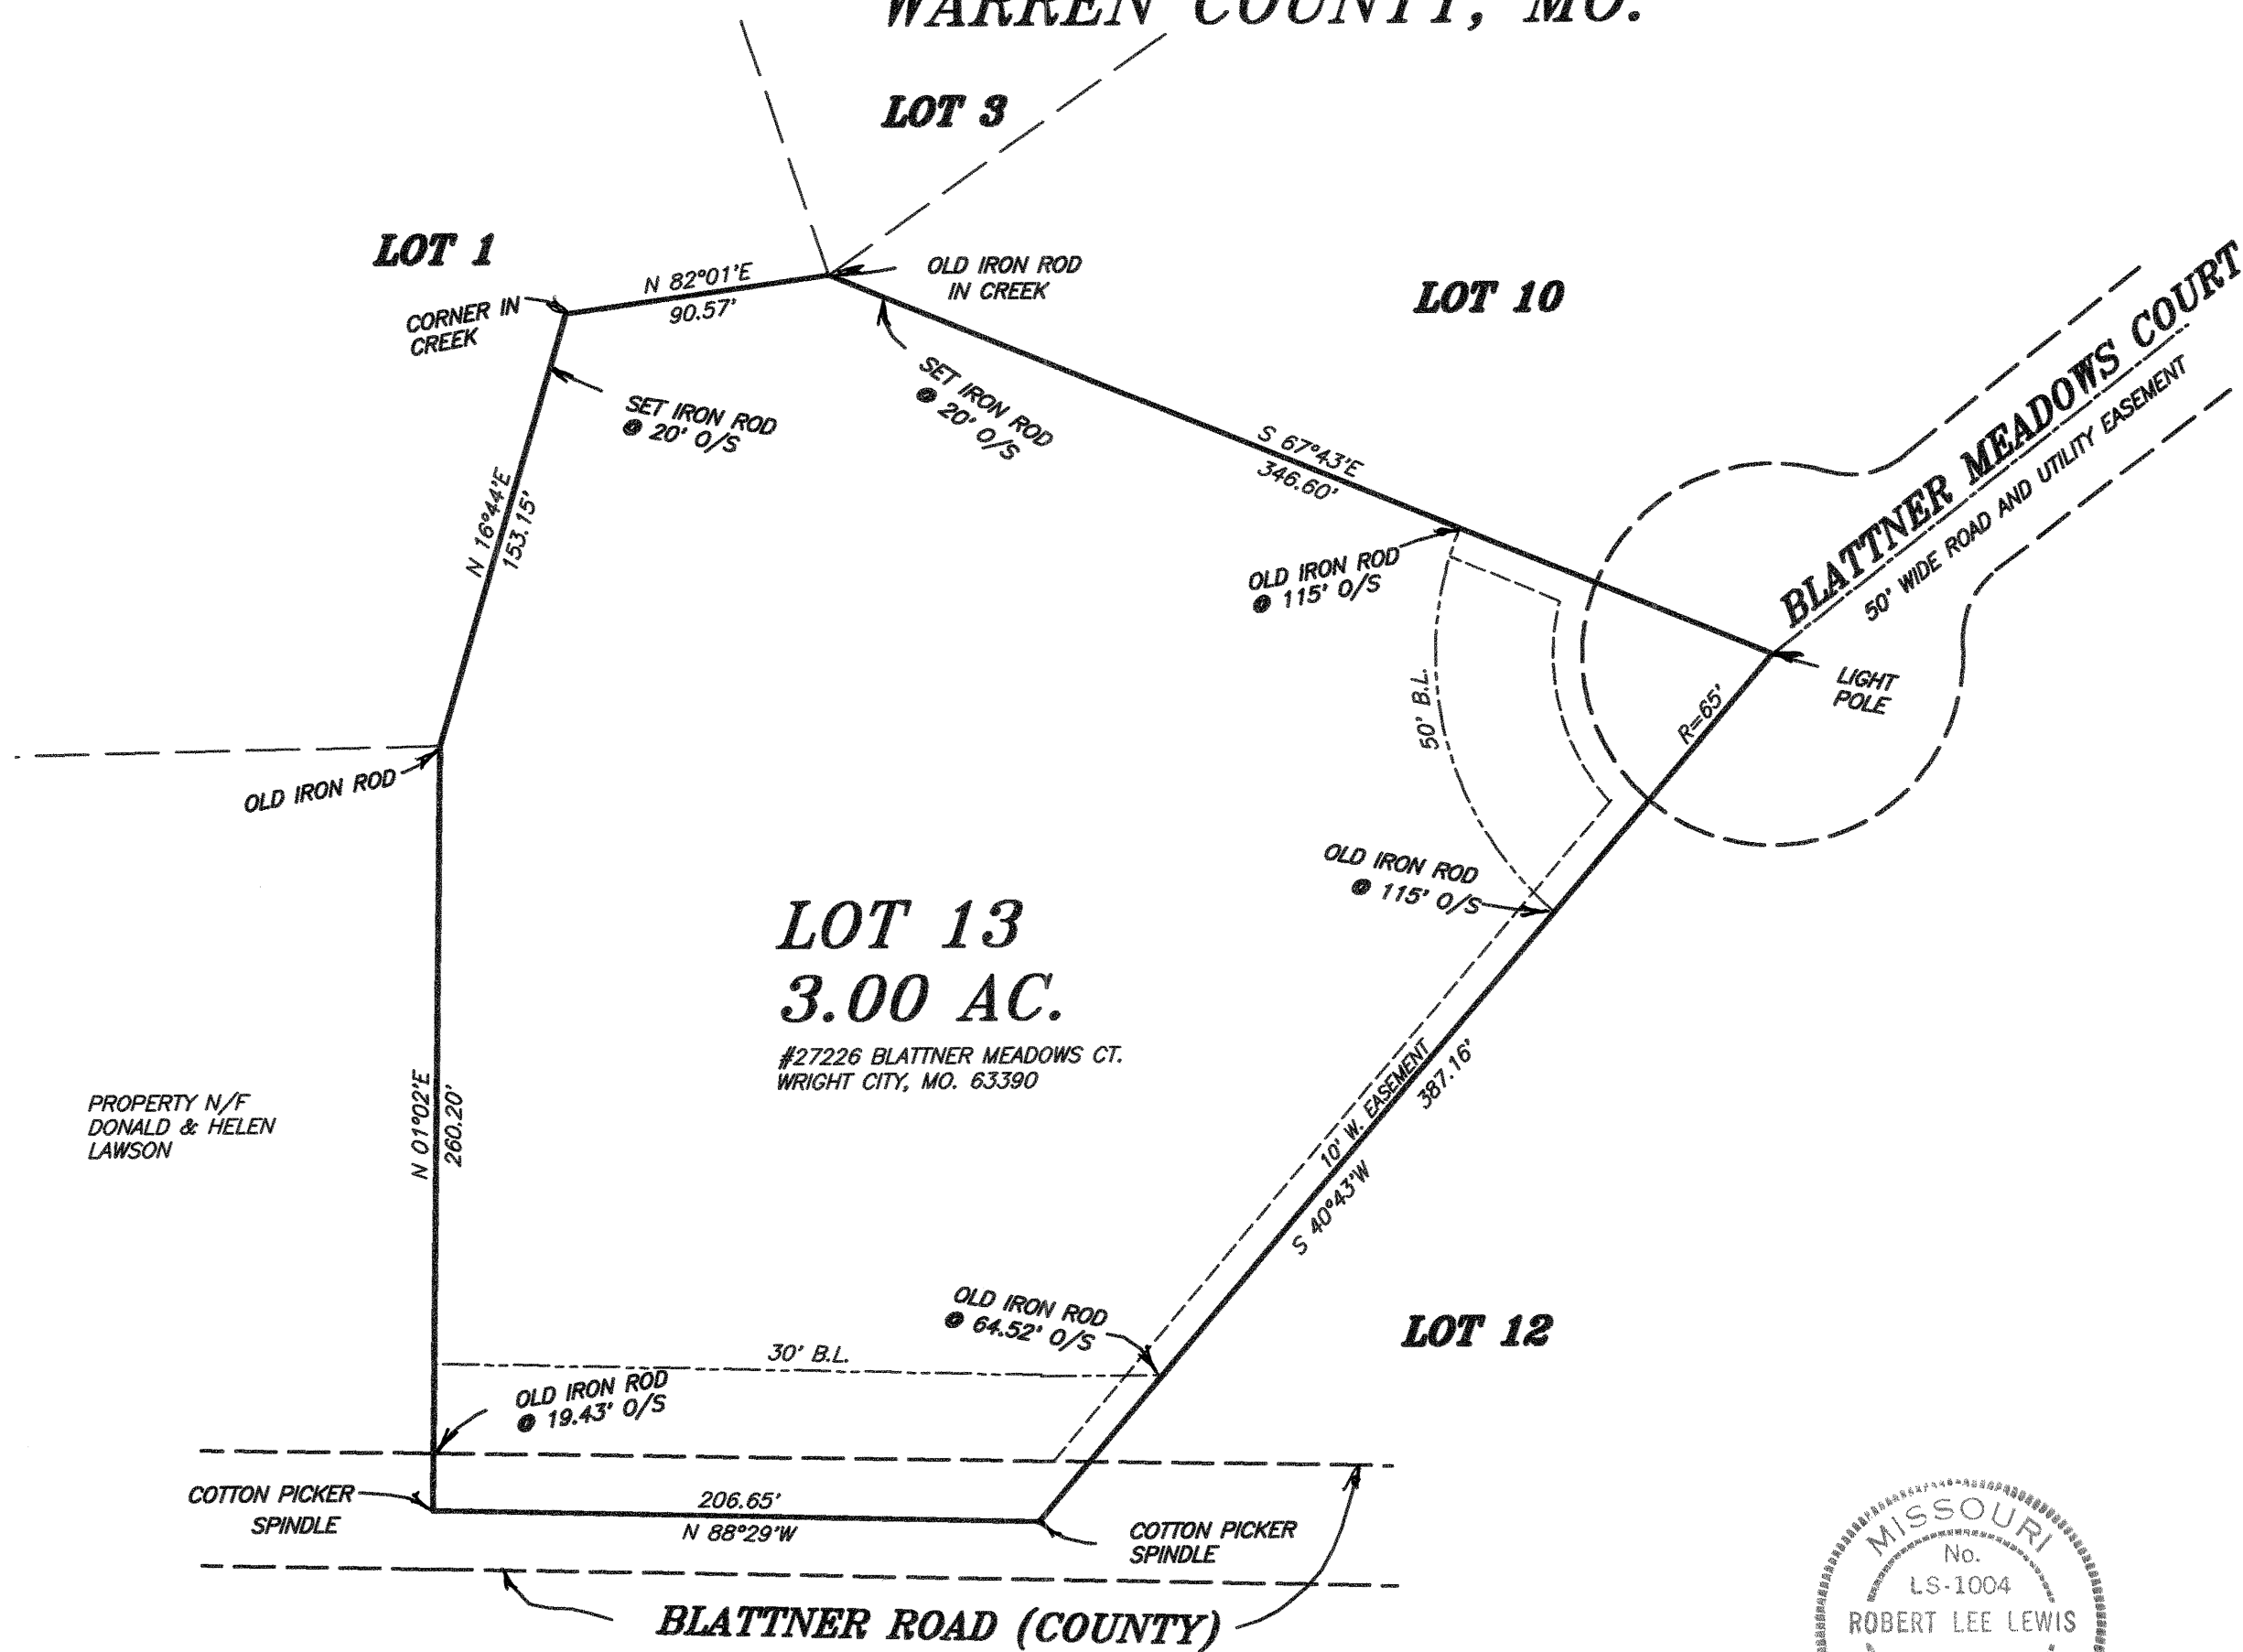 WARREN COUNTY, MO.
LOT 3
LOT 1
N 82°01'E
90.57'
OLD IRON ROD
IN CREEK
CORNER IN
CREEK
LOT 10
SET IRON ROD
@ 20' O/S
SET IRON ROD
@ 20' O/S
BLATTNER MEADOWS COURT
50' WIDE ROAD AND UTILITY EASEMENT
S 67°43'E
346.60'
N 16°44'E
153.15'
OLD IRON ROD
@ 115' O/S
LIGHT
POLE
50' B.L.
R=65'
OLD IRON ROD
OLD IRON ROD
@ 115' O/S
LOT 13
3.00 AC.
#27226 BLATTNER MEADOWS CT.
WRIGHT CITY, MO. 63390
PROPERTY N/F
DONALD & HELEN
LAWSON
N 01°02'E
260.20'
10' W. EASEMENT
387.16'
S 40°43'W
OLD IRON ROD
@ 64.52' O/S
LOT 12
30' B.L.
OLD IRON ROD
@ 19.43' O/S
COTTON PICKER
SPINDLE
206.65'
N 88°29'W
COTTON PICKER
SPINDLE
BLATTNER ROAD (COUNTY)
MISSOURI
No.
LS-1004
ROBERT LEE LEWIS